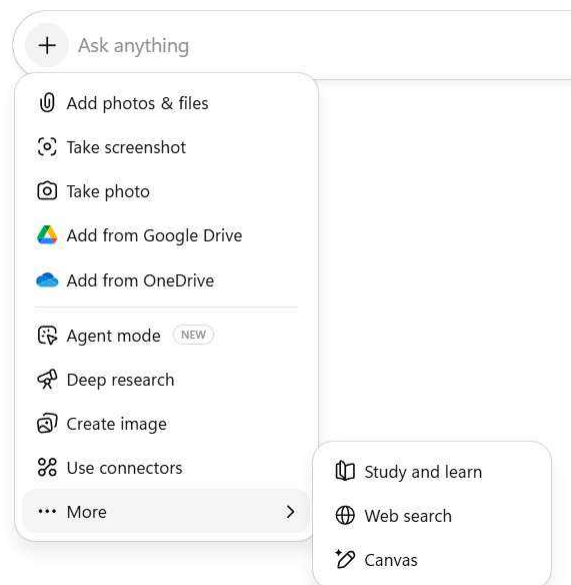 Ask anything
Add photos & files
Take screenshot
Take photo
Add from Google Drive
Add from OneDrive
Agent mode NEW
Deep research
Create image
Use connectors
More
Study and learn
Web search
Canvas